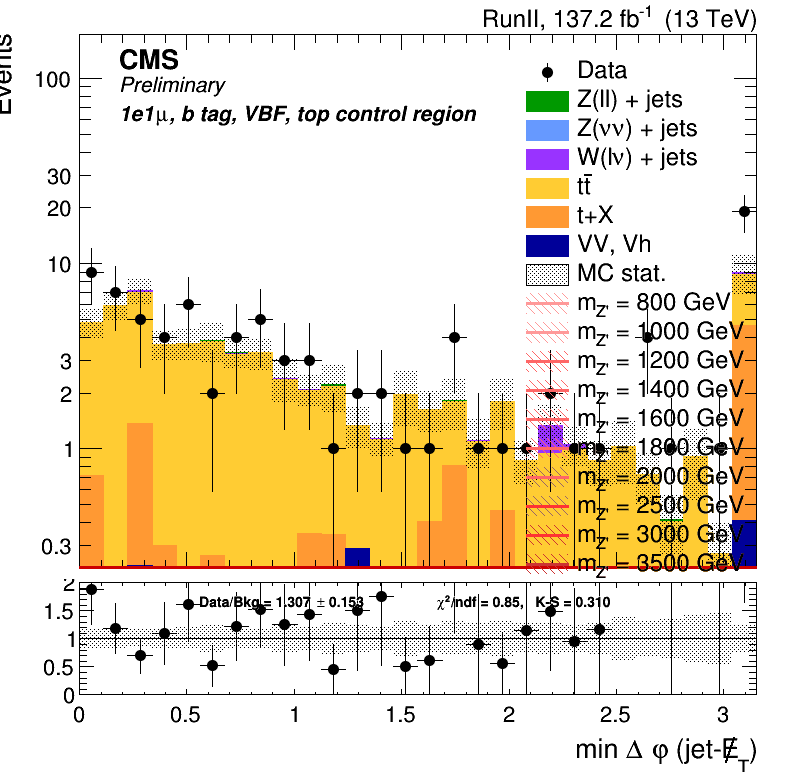 RunII, 137.2 fb⁻¹ (13 TeV)
Events
CMS
Preliminary
1e1μ, b tag, VBF, top control region
Data
Z(ll) + jets
Z(νν) + jets
W(lν) + jets
tt̄
t+X
VV, Vh
MC stat.
m_Z' = 800 GeV
m_Z' = 1000 GeV
m_Z' = 1200 GeV
m_Z' = 1400 GeV
m_Z' = 1600 GeV
m_Z' = 1800 GeV
m_Z' = 2000 GeV
m_Z' = 2500 GeV
m_Z' = 3000 GeV
m_Z' = 3500 GeV
100
30
20
10
3
2
1
0.3
Data/Bkg = 1.307 ± 0.153 χ²/ndf = 0.85, K-S = 0.310
2
1.5
1
0.5
0
0 0.5 1 1.5 2 2.5 3
min Δ φ (jet-E̸_T)